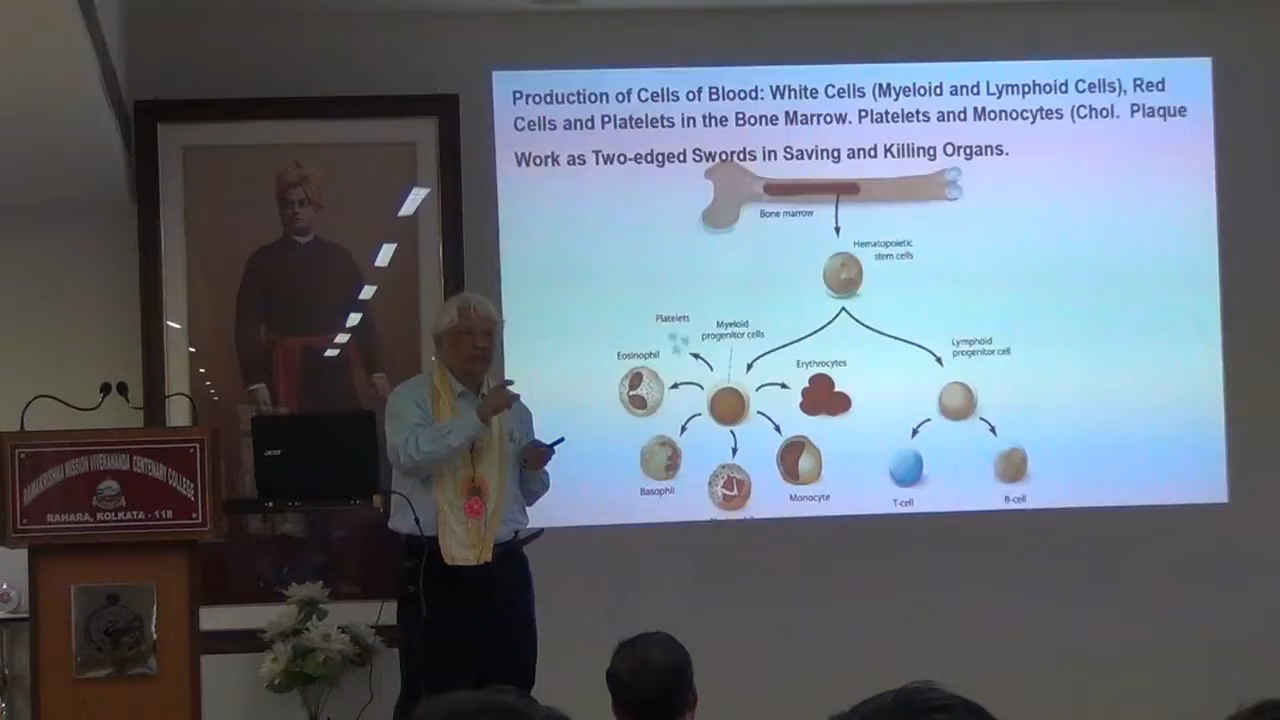 Production of Cells of Blood: White Cells (Myeloid and Lymphoid Cells), Red
Cells and Platelets in the Bone Marrow. Platelets and Monocytes (Chol. Plaque
Work as Two-edged Swords in Saving and Killing Organs.
Bone marrow
Hematopoietic
stem cells
Platelets
Myeloid
progenitor cells
Lymphoid
progenitor cell
Eosinophil
Erythrocytes
Basophil
Monocyte
T-cell
B-cell
acer
RAMAKRISHNA MISSION VIVEKANANDA CENTENARY COLLEGE
RAHARA, KOLKATA - 118